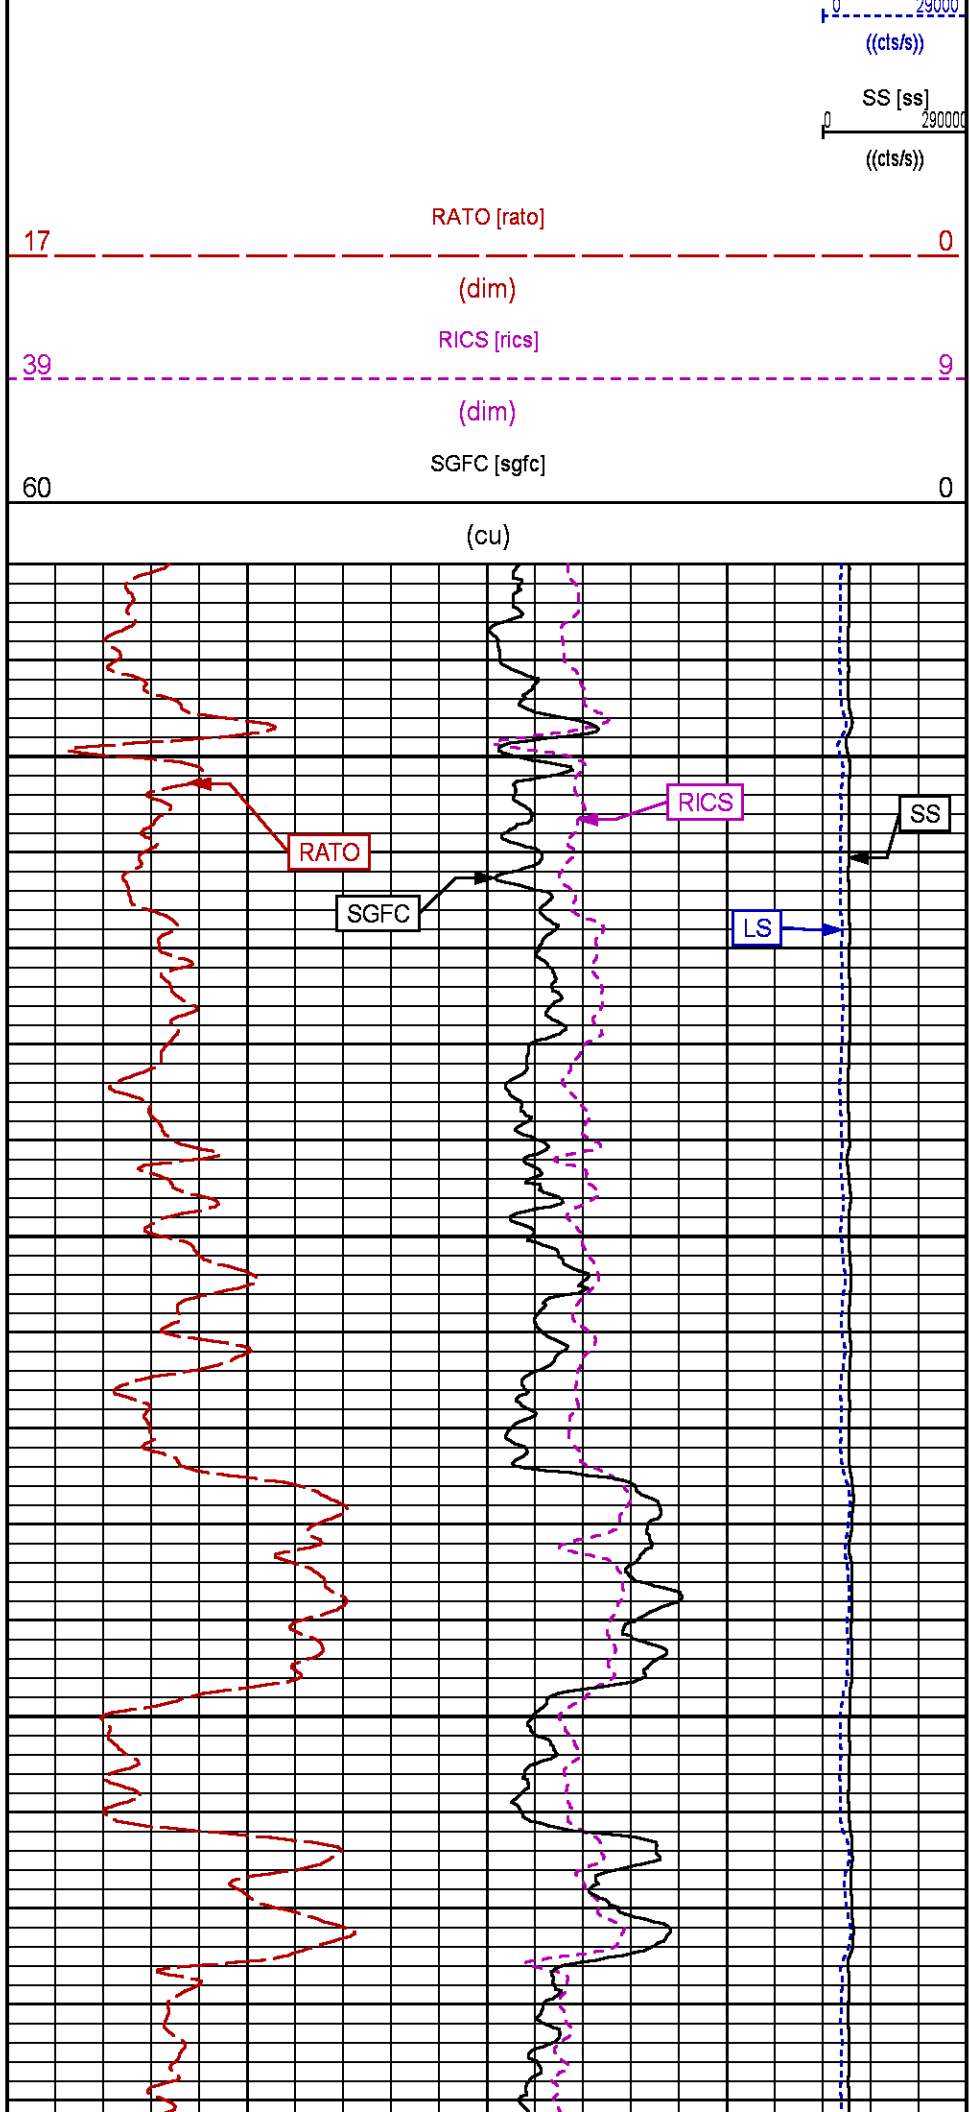 0 29000
((cts/s))
SS [ss]
0 290000
((cts/s))
RATO [rato]
17 0
(dim)
RICS [rics]
39 9
(dim)
SGFC [sgfc]
60 0
(cu)
RICS
SS
RATO
SGFC
LS